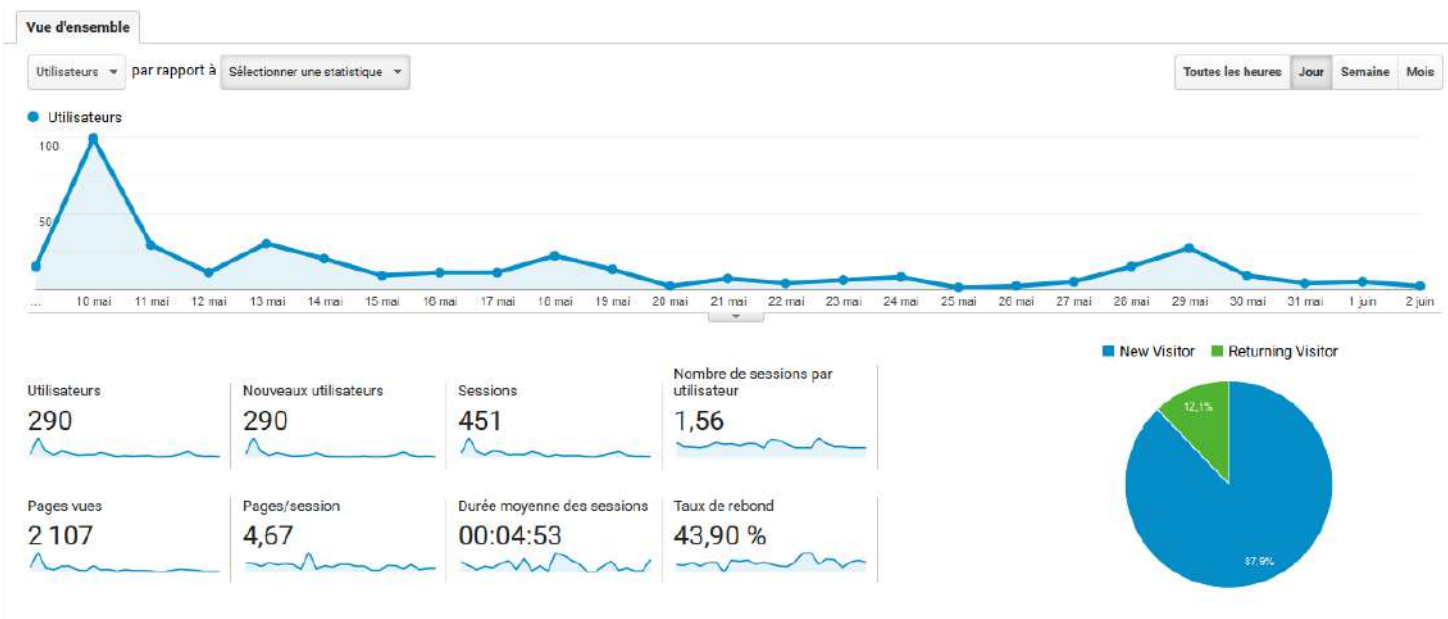 Vue d'ensemble
Utilisateurs par rapport à Sélectionner une statistique
Toutes les heures Jour Semaine Mois
Utilisateurs
100
50
... 10 mai 11 mai 12 mai 13 mai 14 mai 15 mai 16 mai 17 mai 18 mai 19 mai 20 mai 21 mai 22 mai 23 mai 24 mai 25 mai 26 mai 27 mai 28 mai 29 mai 30 mai 31 mai 1 juin 2 juin
New Visitor Returning Visitor
Utilisateurs
290
Nouveaux utilisateurs
290
Sessions
451
Nombre de sessions par
utilisateur
1,56
Pages vues
2 107
Pages/session
4,67
Durée moyenne des sessions
00:04:53
Taux de rebond
43,90 %
12,1%
87,9%